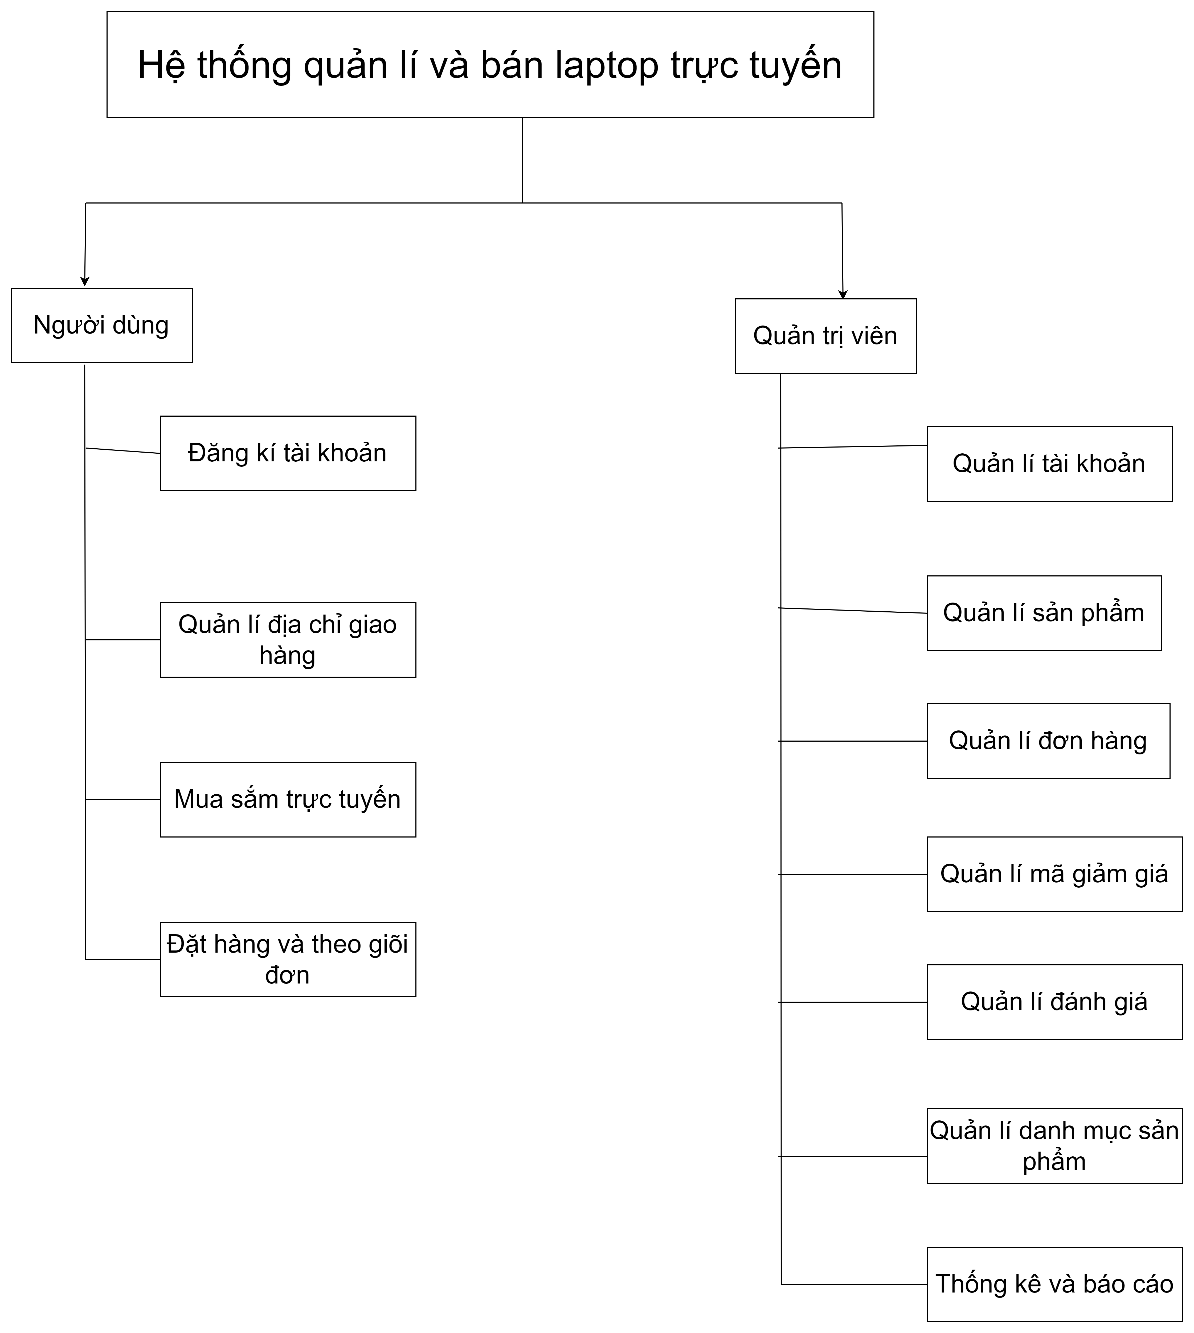 Hệ thống quản lí và bán laptop trực tuyến
Người dùng
Đăng kí tài khoản
Quản lí địa chỉ giao
hàng
Mua sắm trực tuyến
Đặt hàng và theo giõi
đơn
Quản trị viên
Quản lí tài khoản
Quản lí sản phẩm
Quản lí đơn hàng
Quản lí mã giảm giá
Quản lí đánh giá
Quản lí danh mục sản
phẩm
Thống kê và báo cáo